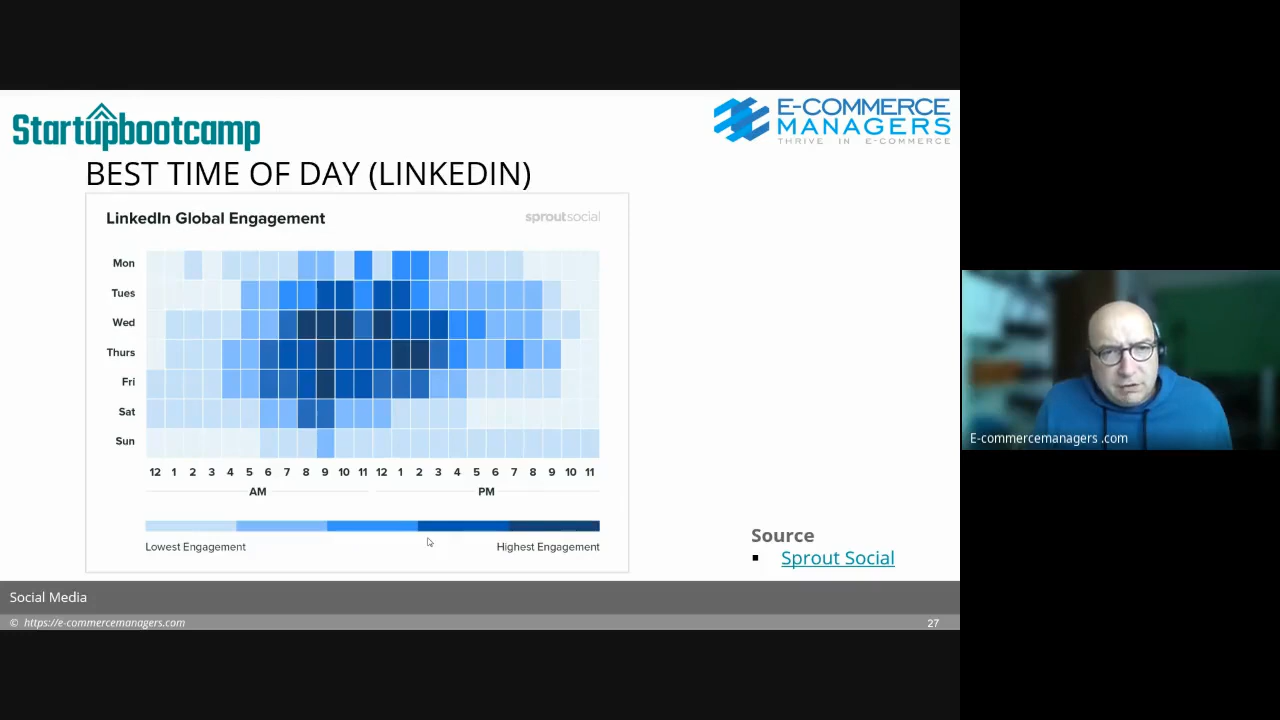 Startupbootcamp
E-COMMERCE
MANAGERS
THRIVE IN E-COMMERCE
BEST TIME OF DAY (LINKEDIN)
LinkedIn Global Engagement
sproutsocial
Mon
Tues
Wed
Thurs
Fri
Sat
Sun
12 1 2 3 4 5 6 7 8 9 10 11 12 1 2 3 4 5 6 7 8 9 10 11
AM PM
Lowest Engagement Highest Engagement
Source
▪ Sprout Social
Social Media
© https://e-commercemanagers.com 27
E-commercemanagers .com